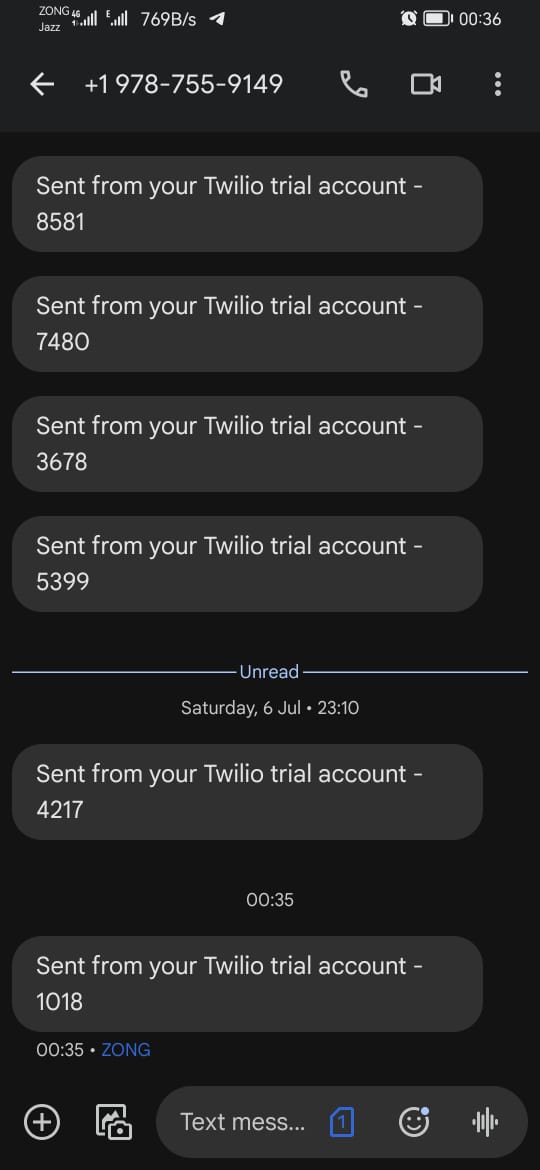 ZONG 4G E 769B/s 00:36
Jazz
+1 978-755-9149
Sent from your Twilio trial account -
8581
Sent from your Twilio trial account -
7480
Sent from your Twilio trial account -
3678
Sent from your Twilio trial account -
5399
Unread
Saturday, 6 Jul • 23:10
Sent from your Twilio trial account -
4217
00:35
Sent from your Twilio trial account -
1018
00:35 • ZONG
Text mess... 1